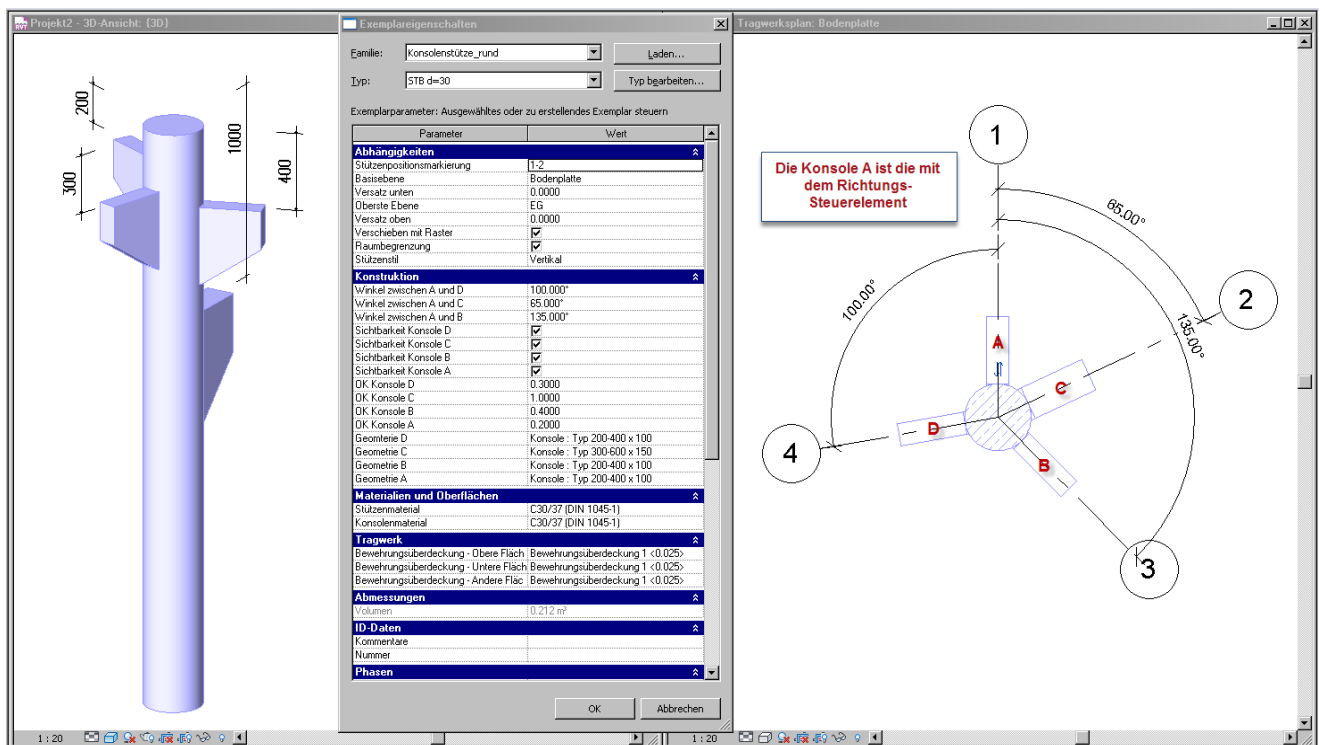 Projekt2 - 3D-Ansicht: {3D}
200
1000
400
300
1 : 20
Exemplareigenschaften
Familie: Konsolenstütze_rund Laden...
Typ: STB d=30 Typ bearbeiten...
Exemplarparameter: Ausgewähltes oder zu erstellendes Exemplar steuern
Parameter Wert
Abhängigkeiten
Stützenpositionsmarkierung 1-2
Basisebene Bodenplatte
Versatz unten 0.0000
Oberste Ebene EG
Versatz oben 0.0000
Verschieben mit Raster
Raumbegrenzung
Stützenstil Vertikal
Konstruktion
Winkel zwischen A und D 100.000°
Winkel zwischen A und C 65.000°
Winkel zwischen A und B 135.000°
Sichtbarkeit Konsole D
Sichtbarkeit Konsole C
Sichtbarkeit Konsole B
Sichtbarkeit Konsole A
OK Konsole D 0.3000
OK Konsole C 1.0000
OK Konsole B 0.4000
OK Konsole A 0.2000
Geomterie D Konsole : Typ 200-400 x 100
Geometrie C Konsole : Typ 300-600 x 150
Geometrie B Konsole : Typ 200-400 x 100
Geometrie A Konsole : Typ 200-400 x 100
Materialien und Oberflächen
Stützenmaterial C30/37 (DIN 1045-1)
Konsolenmaterial C30/37 (DIN 1045-1)
Tragwerk
Bewehrungsüberdeckung - Obere Fläch Bewehrungsüberdeckung 1 <0.025>
Bewehrungsüberdeckung - Untere Fläch Bewehrungsüberdeckung 1 <0.025>
Bewehrungsüberdeckung - Andere Fläc Bewehrungsüberdeckung 1 <0.025>
Abmessungen
Volumen 0.212 m³
ID-Daten
Kommentare
Nummer
Phasen
OK Abbrechen
Tragwerksplan: Bodenplatte
Die Konsole A ist die mit
dem Richtungs-
Steuerelement
1
65.00°
2
100.00°
135.00°
A
C
D
B
4
3
1 : 20